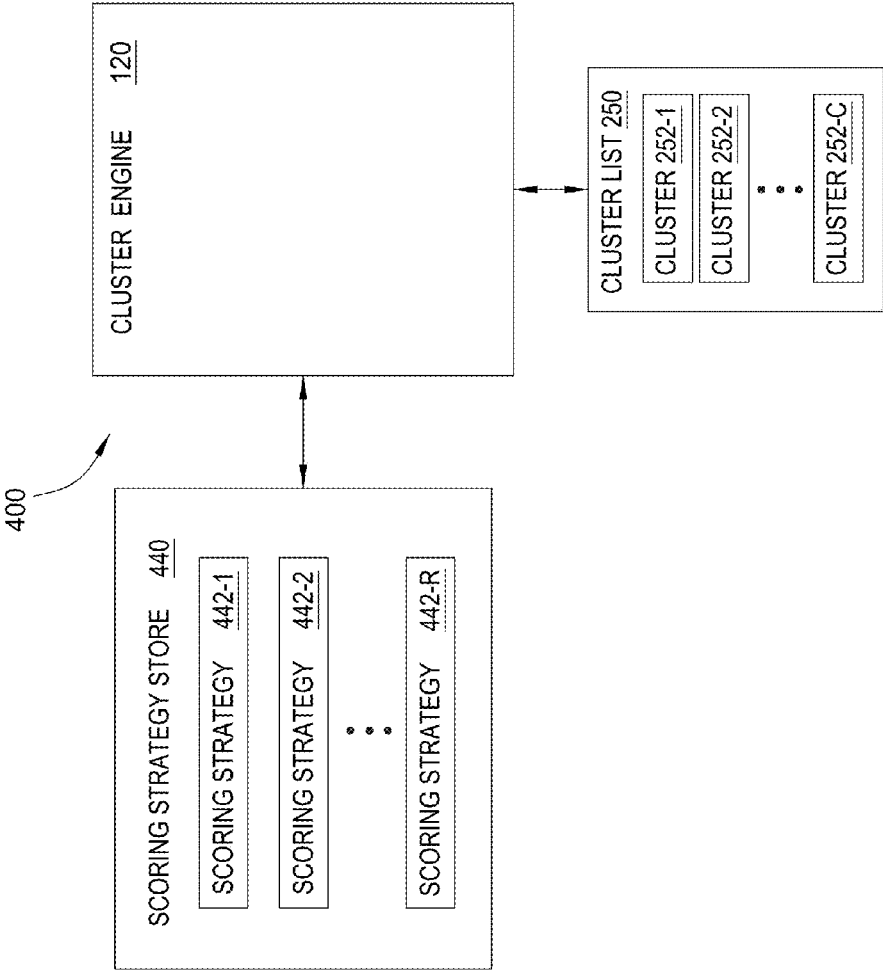 400
SCORING STRATEGY STORE 440
SCORING STRATEGY 442-1
SCORING STRATEGY 442-2
SCORING STRATEGY 442-R
CLUSTER ENGINE 120
CLUSTER LIST 250
CLUSTER 252-1
CLUSTER 252-2
CLUSTER 252-C